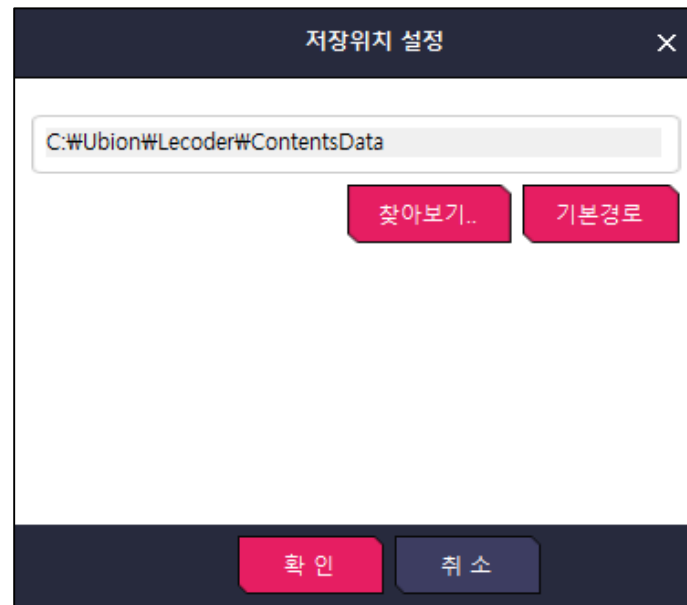 저장위치 설정
C:₩Ubion₩Lecoder₩ContentsData
찾아보기.. 기본경로
확 인 취 소